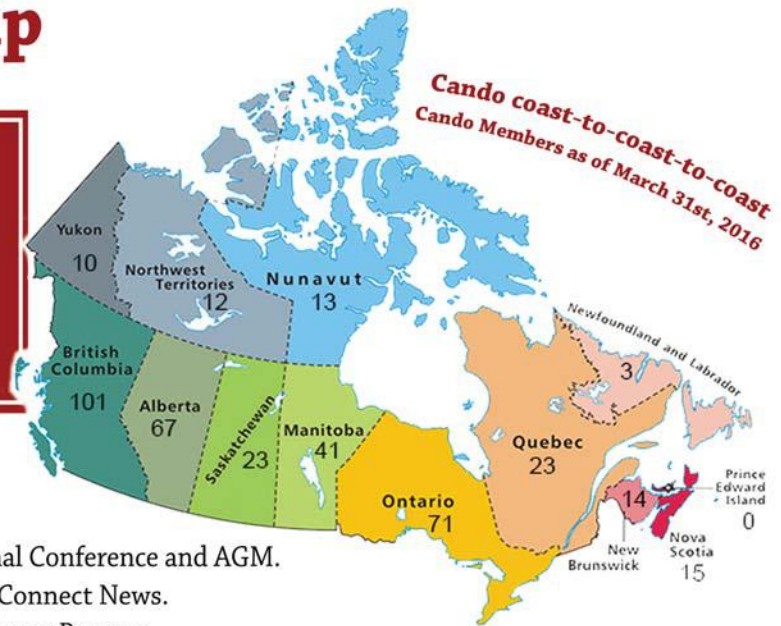 Cando coast-to-coast-to-coast
Cando Members as of March 31st, 2016
Yukon
10
Northwest
Territories
12
Nunavut
13
British
Columbia
101
Alberta
67
Saskatchewan
23
Manitoba
41
Ontario
71
Quebec
23
Newfoundland and Labrador
3
Prince
Edward
Island
0
14
New
Brunswick
Nova
Scotia
15
Conference and AGM.
Connect News.